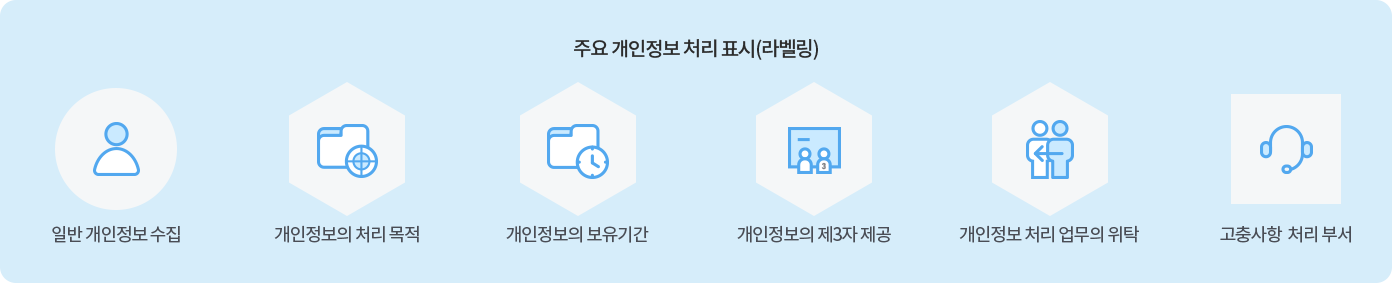 주요 개인정보 처리 표시(라벨링)
3
일반 개인정보 수집
개인정보의 처리 목적
개인정보의 보유기간
개인정보의 제3자 제공
개인정보 처리 업무의 위탁
고충사항 처리 부서